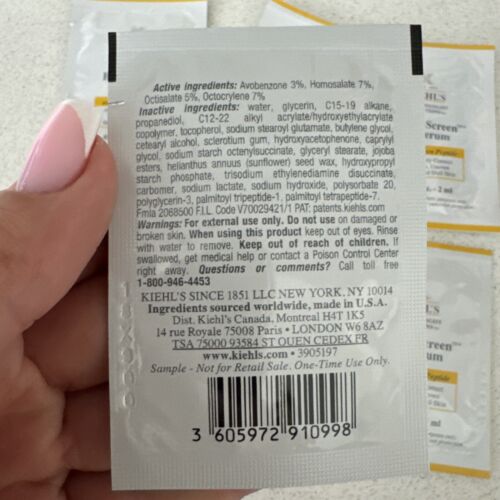 Active ingredients: Avobenzone 3%, Homosalate 7%,
Octisalate 5%, Octocrylene 7%
Inactive ingredients: water, glycerin, C15-19 alkane,
propanediol, C12-22 alkyl acrylate/hydroxyethylacrylate
copolymer, tocopherol, sodium stearoyl glutamate, butylene glycol,
cetearyl alcohol, sclerotium gum, hydroxyacetophenone, caprylyl
glycol, sodium starch octenylsuccinate, glyceryl stearate, jojoba
esters, helianthus annuus (sunflower) seed wax, hydroxypropyl
starch phosphate, trisodium ethylenediamine disuccinate,
carbomer, sodium lactate, sodium hydroxide, polysorbate 20,
polyglycerin-3, palmitoyl tripeptide-1, palmitoyl tetrapeptide-7.
Fmla 2068500 F.I.L. Code V70029421/1 PAT: patents.kiehls.com
Warnings: For external use only. Do not use on damaged or
broken skin. When using this product keep out of eyes. Rinse
with water to remove. Keep out of reach of children. If
swallowed, get medical help or contact a Poison Control Center
right away. Questions or comments? Call toll free
1-800-946-4453
KIEHL'S SINCE 1851 LLC NEW YORK, NY 10014
Ingredients sourced worldwide, made in U.S.A.
Dist. Kiehl's Canada, Montreal H4T 1K5
14 rue Royale 75008 Paris • LONDON W6 8AZ
TSA 75000 93584 ST OUEN CEDEX FR
www.kiehls.com • 3905197
Sample - Not for Retail Sale. One-Time Use Only.
3 605972 910998
Screen™
erum
2 ml
Screen™
um
Peptide
ml